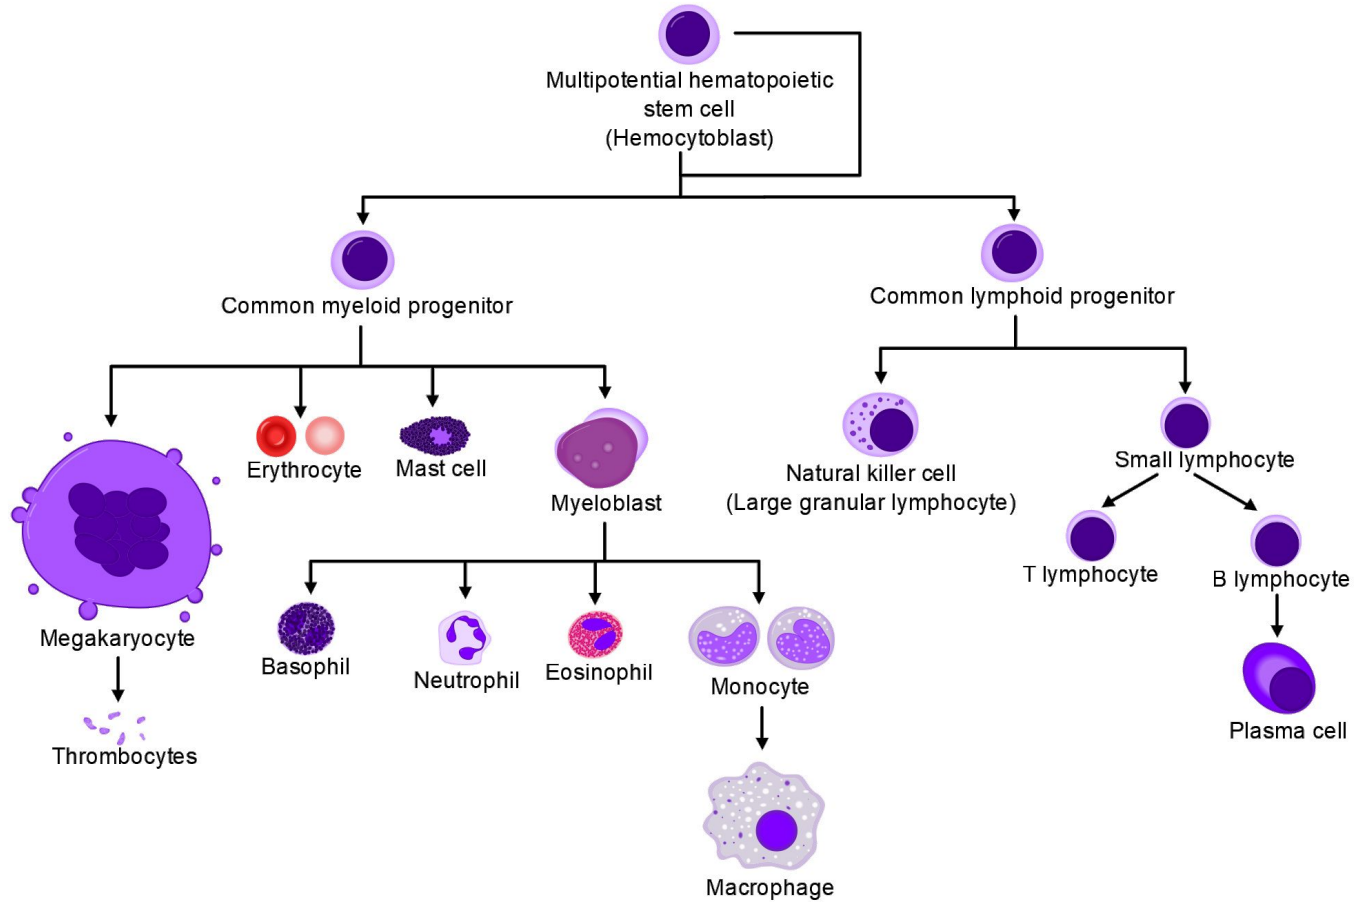 Multipotential hematopoietic
stem cell
(Hemocytoblast)
Common myeloid progenitor
Common lymphoid progenitor
Erythrocyte
Mast cell
Myeloblast
Natural killer cell
(Large granular lymphocyte)
Small lymphocyte
T lymphocyte
B lymphocyte
Megakaryocyte
Basophil
Neutrophil
Eosinophil
Monocyte
Plasma cell
Thrombocytes
Macrophage